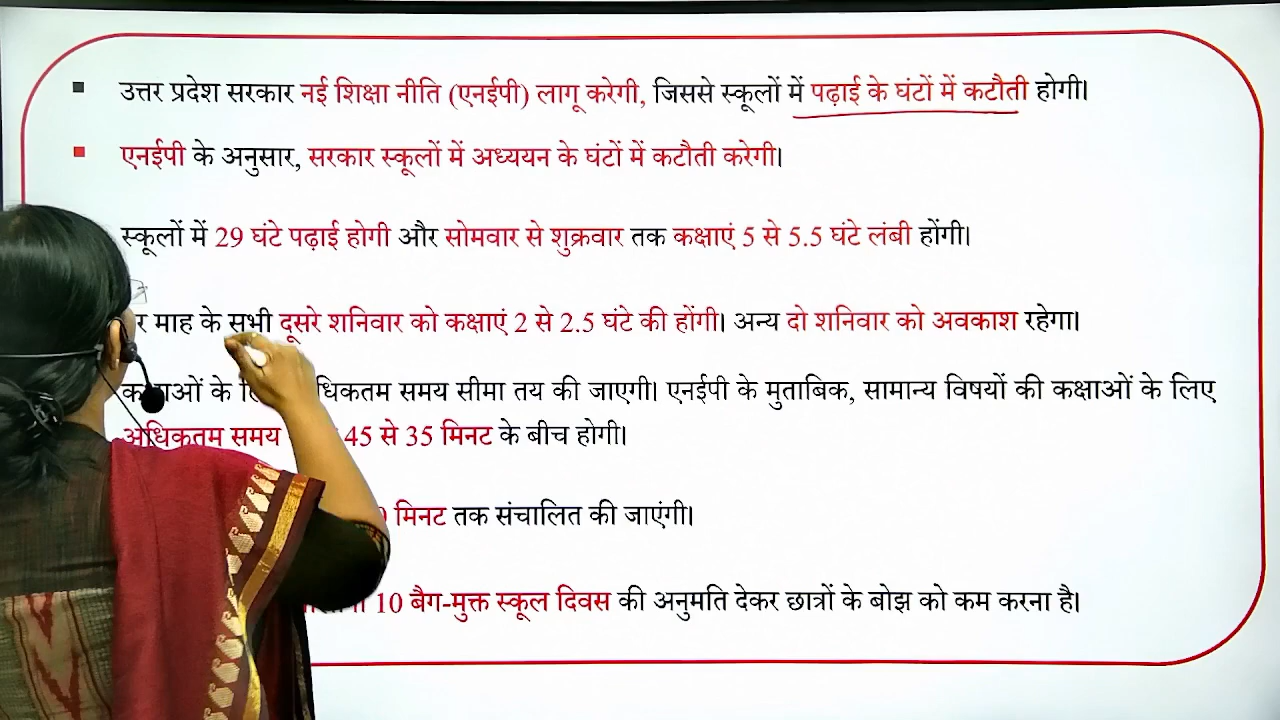 उत्तर प्रदेश सरकार नई शिक्षा नीति (एनईपी) लागू करेगी, जिससे स्कूलों में पढ़ाई के घंटों में कटौती होगी।
एनईपी के अनुसार, सरकार स्कूलों में अध्ययन के घंटों में कटौती करेगी।
स्कूलों में 29 घंटे पढ़ाई होगी और सोमवार से शुक्रवार तक कक्षाएं 5 से 5.5 घंटे लंबी होंगी।
माह के सभी दूसरे शनिवार को कक्षाएं 2 से 2.5 घंटे की होंगी। अन्य दो शनिवार को अवकाश रहेगा।
के समय सीमा तय की जाएगी। एनईपी के मुताबिक, सामान्य विषयों की कक्षाओं के लिए
अधिकतम समय 45 से 35 मिनट के बीच होगी।
मिनट तक संचालित की जाएंगी।
10 बैग-मुक्त स्कूल दिवस की अनुमति देकर छात्रों के बोझ को कम करना है।